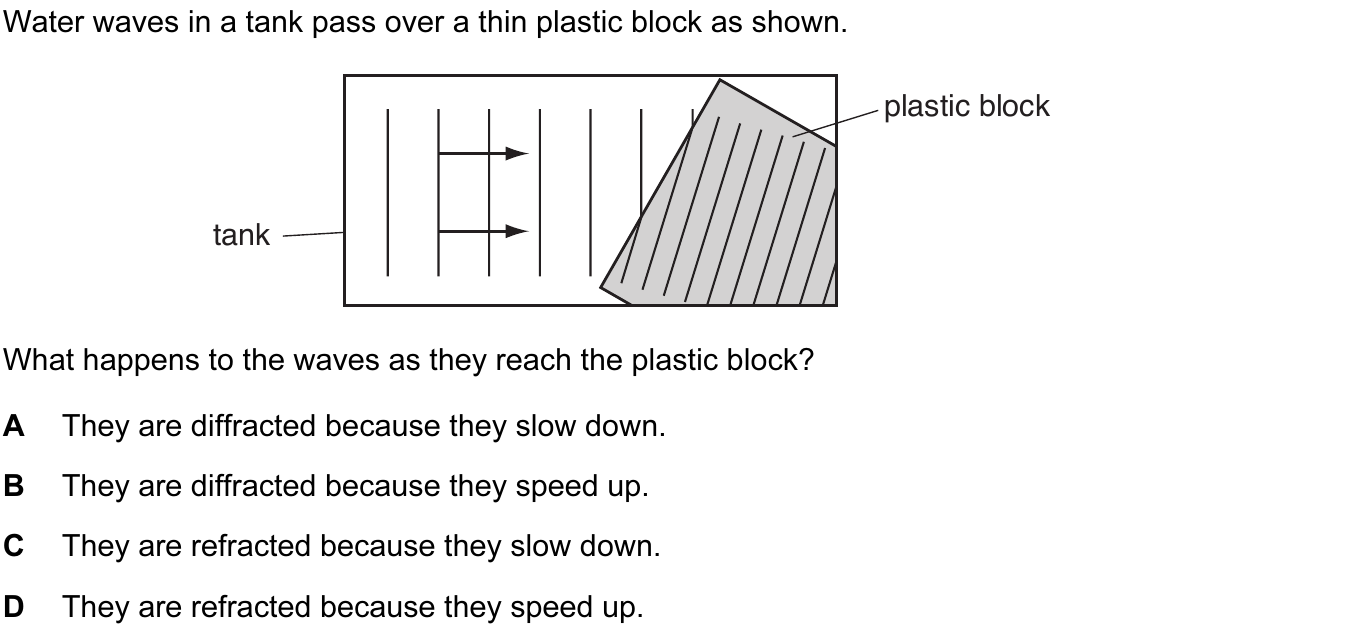 Water waves in a tank pass over a thin plastic block as shown.
plastic block
tank
What happens to the waves as they reach the plastic block?
A They are diffracted because they slow down.
B They are diffracted because they speed up.
C They are refracted because they slow down.
D They are refracted because they speed up.